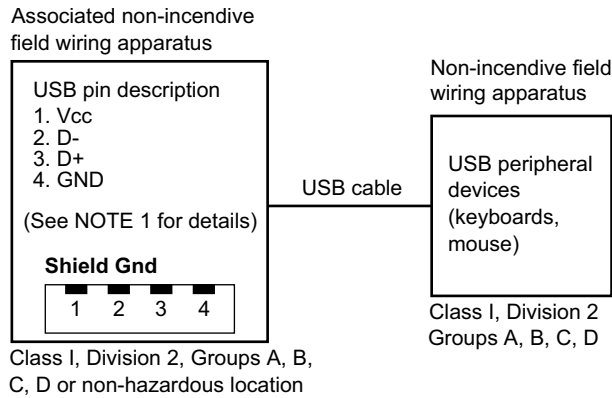 Associated non-incendive
field wiring apparatus
USB pin description
1. Vcc
2. D-
3. D+
4. GND
(See NOTE 1 for details)
Shield Gnd
1 2 3 4
Class I, Division 2, Groups A, B,
C, D or non-hazardous location
USB cable
Non-incendive field
wiring apparatus
USB peripheral
devices
(keyboards,
mouse)
Class I, Division 2
Groups A, B, C, D